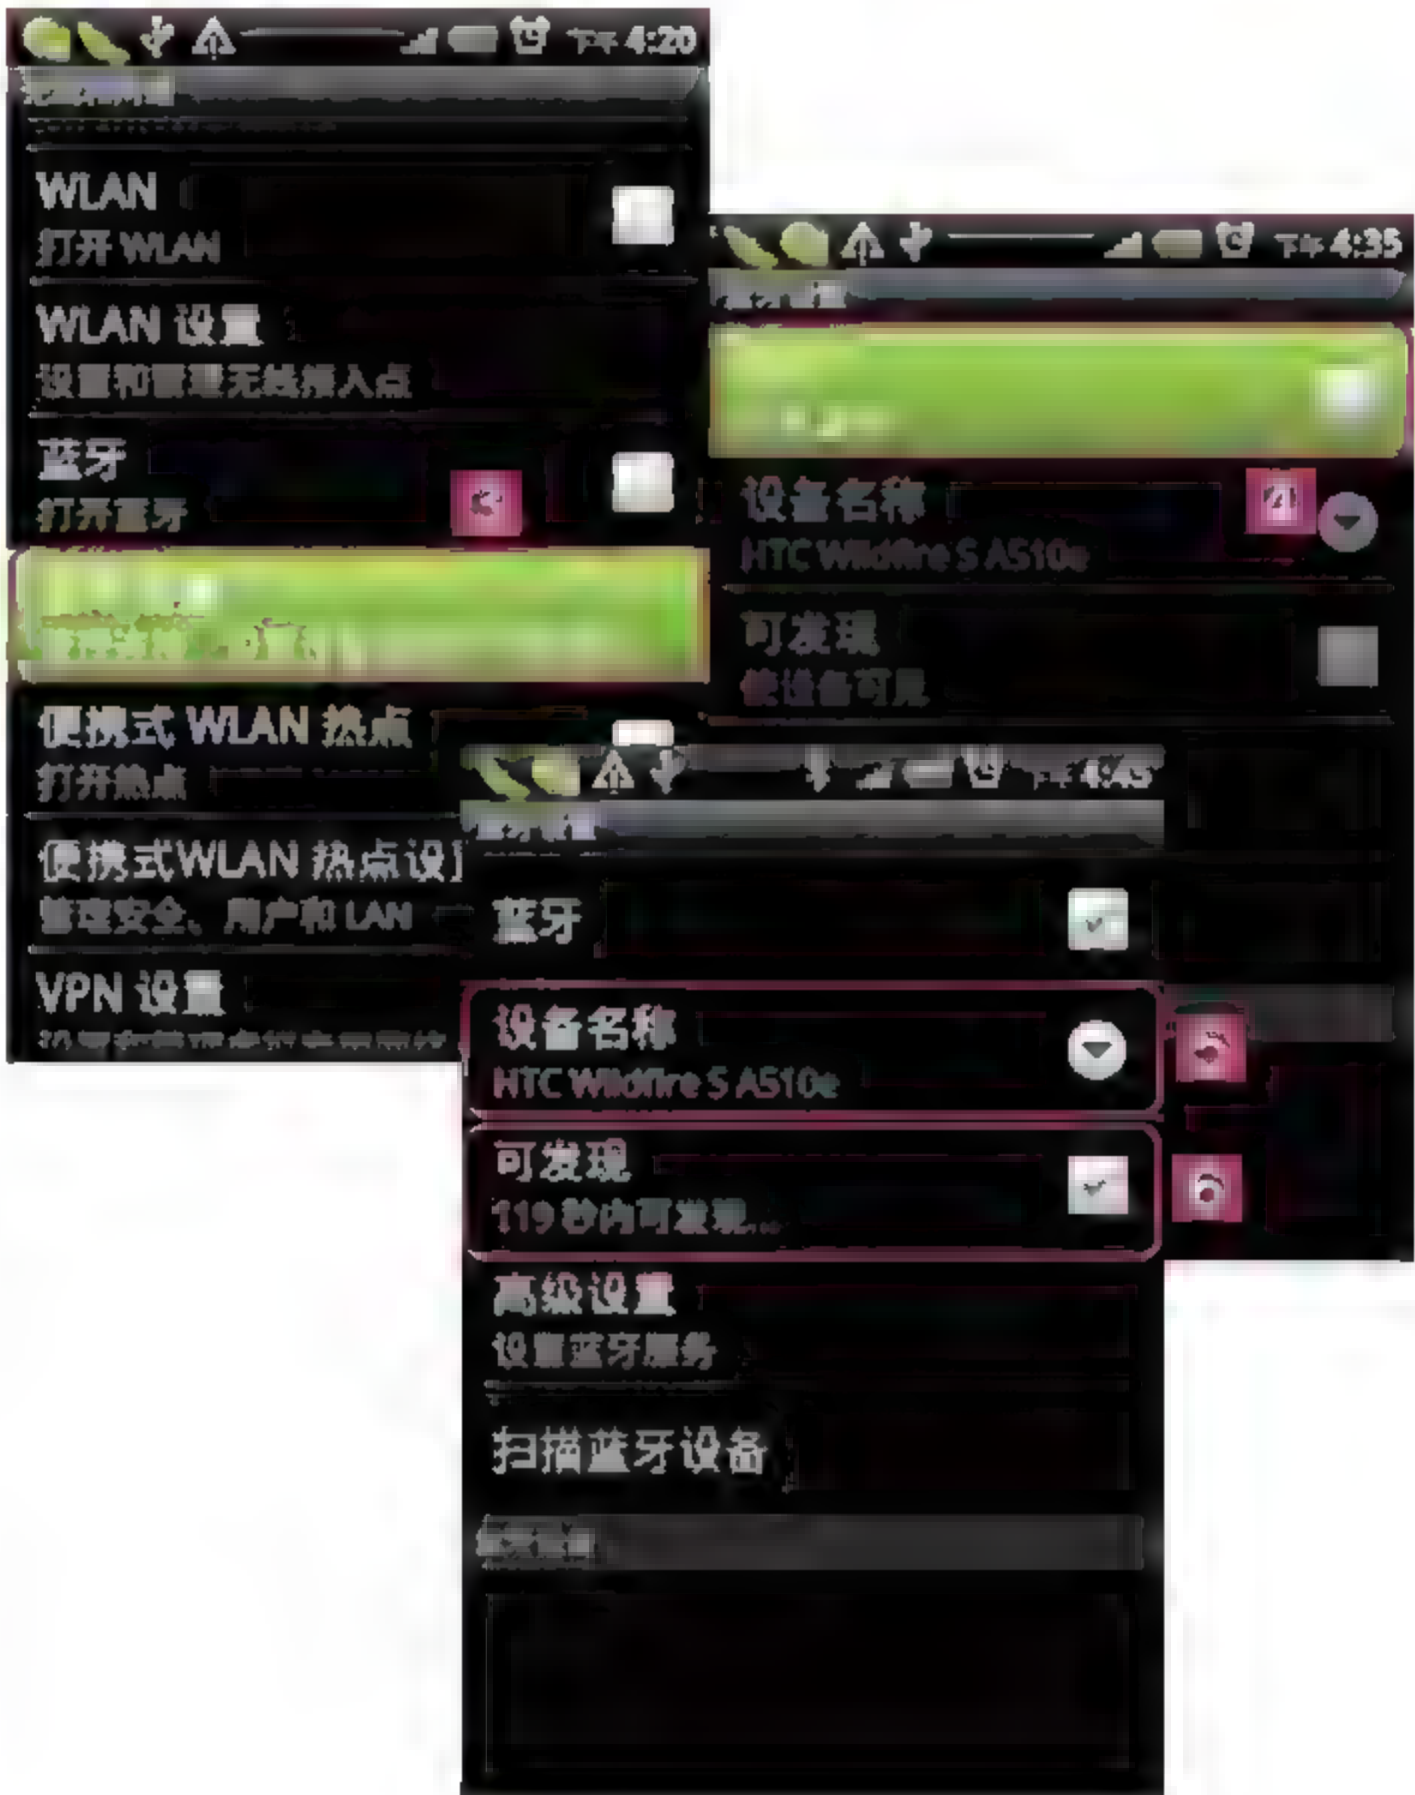 下午 4:20
WLAN
打开 WLAN
WLAN 设置
设置和管理无线接入点
蓝牙
打开蓝牙
便携式 WLAN 热点
打开热点
便携式WLAN 热点设
管理安全、用户和 LAN
VPN 设置
下午 4:35
设备名称
HTC Wildfire S A510e
可发现
使设备可见
下午 4:45
蓝牙
设备名称
HTC Wildfire S A510e
可发现
119 秒内可发现...
高级设置
设置蓝牙服务
扫描蓝牙设备